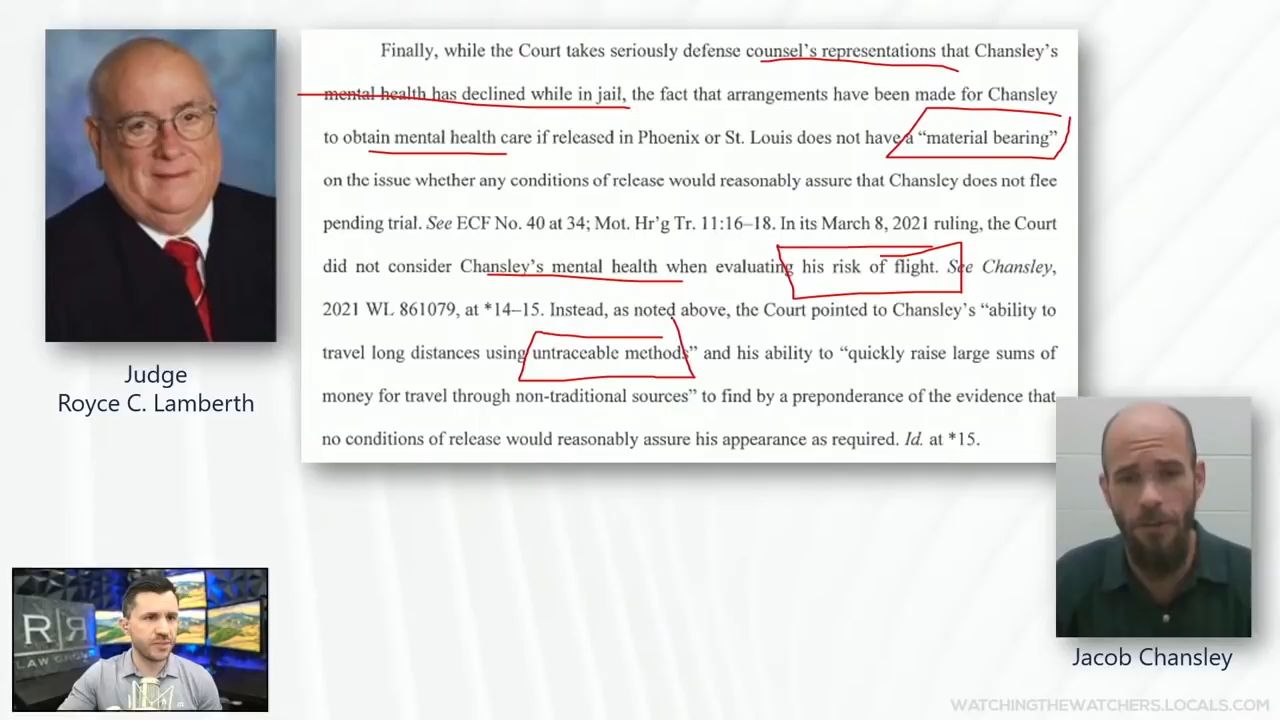 Finally, while the Court takes seriously defense counsel's representations that Chansley's
mental health has declined while in jail, the fact that arrangements have been made for Chansley
to obtain mental health care if released in Phoenix or St. Louis does not have a “material bearing”
on the issue whether any conditions of release would reasonably assure that Chansley does not flee
pending trial. See ECF No. 40 at 34; Mot. Hr'g Tr. 11:16–18. In its March 8, 2021 ruling, the Court
did not consider Chansley's mental health when evaluating his risk of flight. See Chansley,
2021 WL 861079, at *14–15. Instead, as noted above, the Court pointed to Chansley's “ability to
travel long distances using untraceable methods” and his ability to “quickly raise large sums of
money for travel through non-traditional sources” to find by a preponderance of the evidence that
no conditions of release would reasonably assure his appearance as required. Id. at *15.
Judge
Royce C. Lamberth
Jacob Chansley
R R
LAW GROUP
WATCHINGTHEWATCHERS.LOCALS.COM